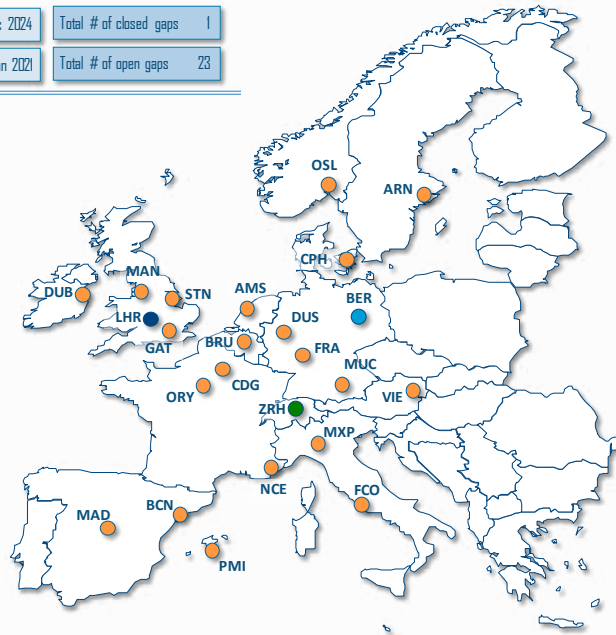 2024
Total # of closed gaps 1
2021
Total # of open gaps 23
OSL
ARN
CPH
MAN
DUB
STN
AMS
BER
LHR
DUS
GAT
BRU
FRA
MUC
CDG
ORY
VIE
ZRH
MXP
NCE
FCO
BCN
MAD
PMI